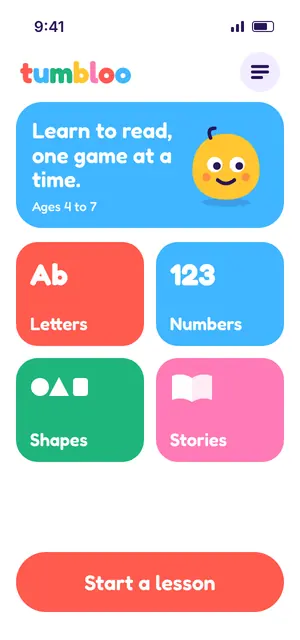 9:41
tumbloo
Learn to read,
one game at a
time.
Ages 4 to 7
Ab
Letters
123
Numbers
Shapes
Stories
Start a lesson